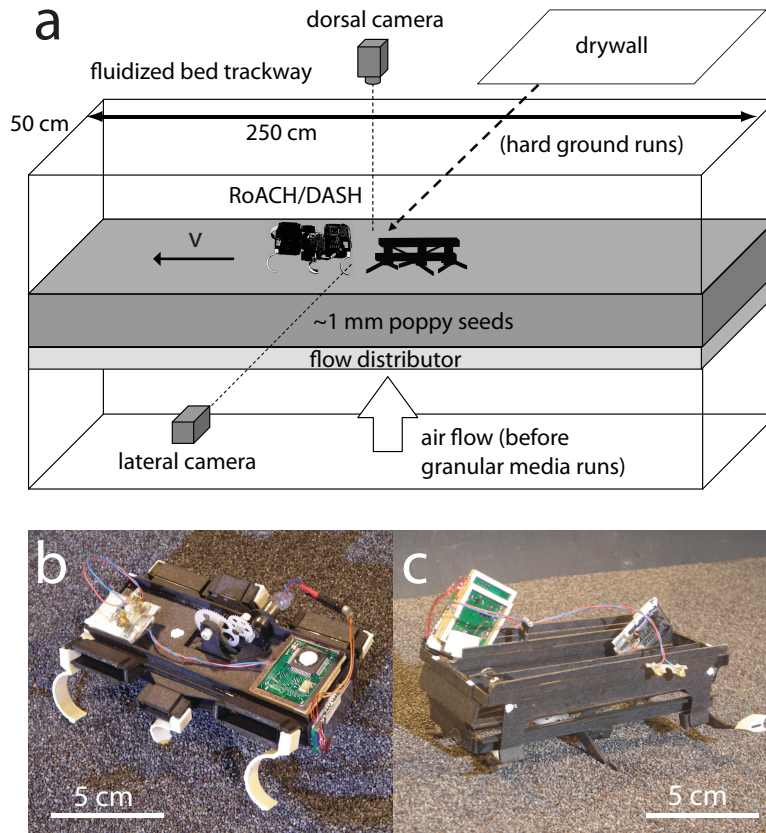 a
dorsal camera
drywall
fluidized bed trackway
50 cm
250 cm
(hard ground runs)
RoACH/DASH
v
~1 mm poppy seeds
flow distributor
air flow (before
granular media runs)
lateral camera
b
5 cm
c
5 cm